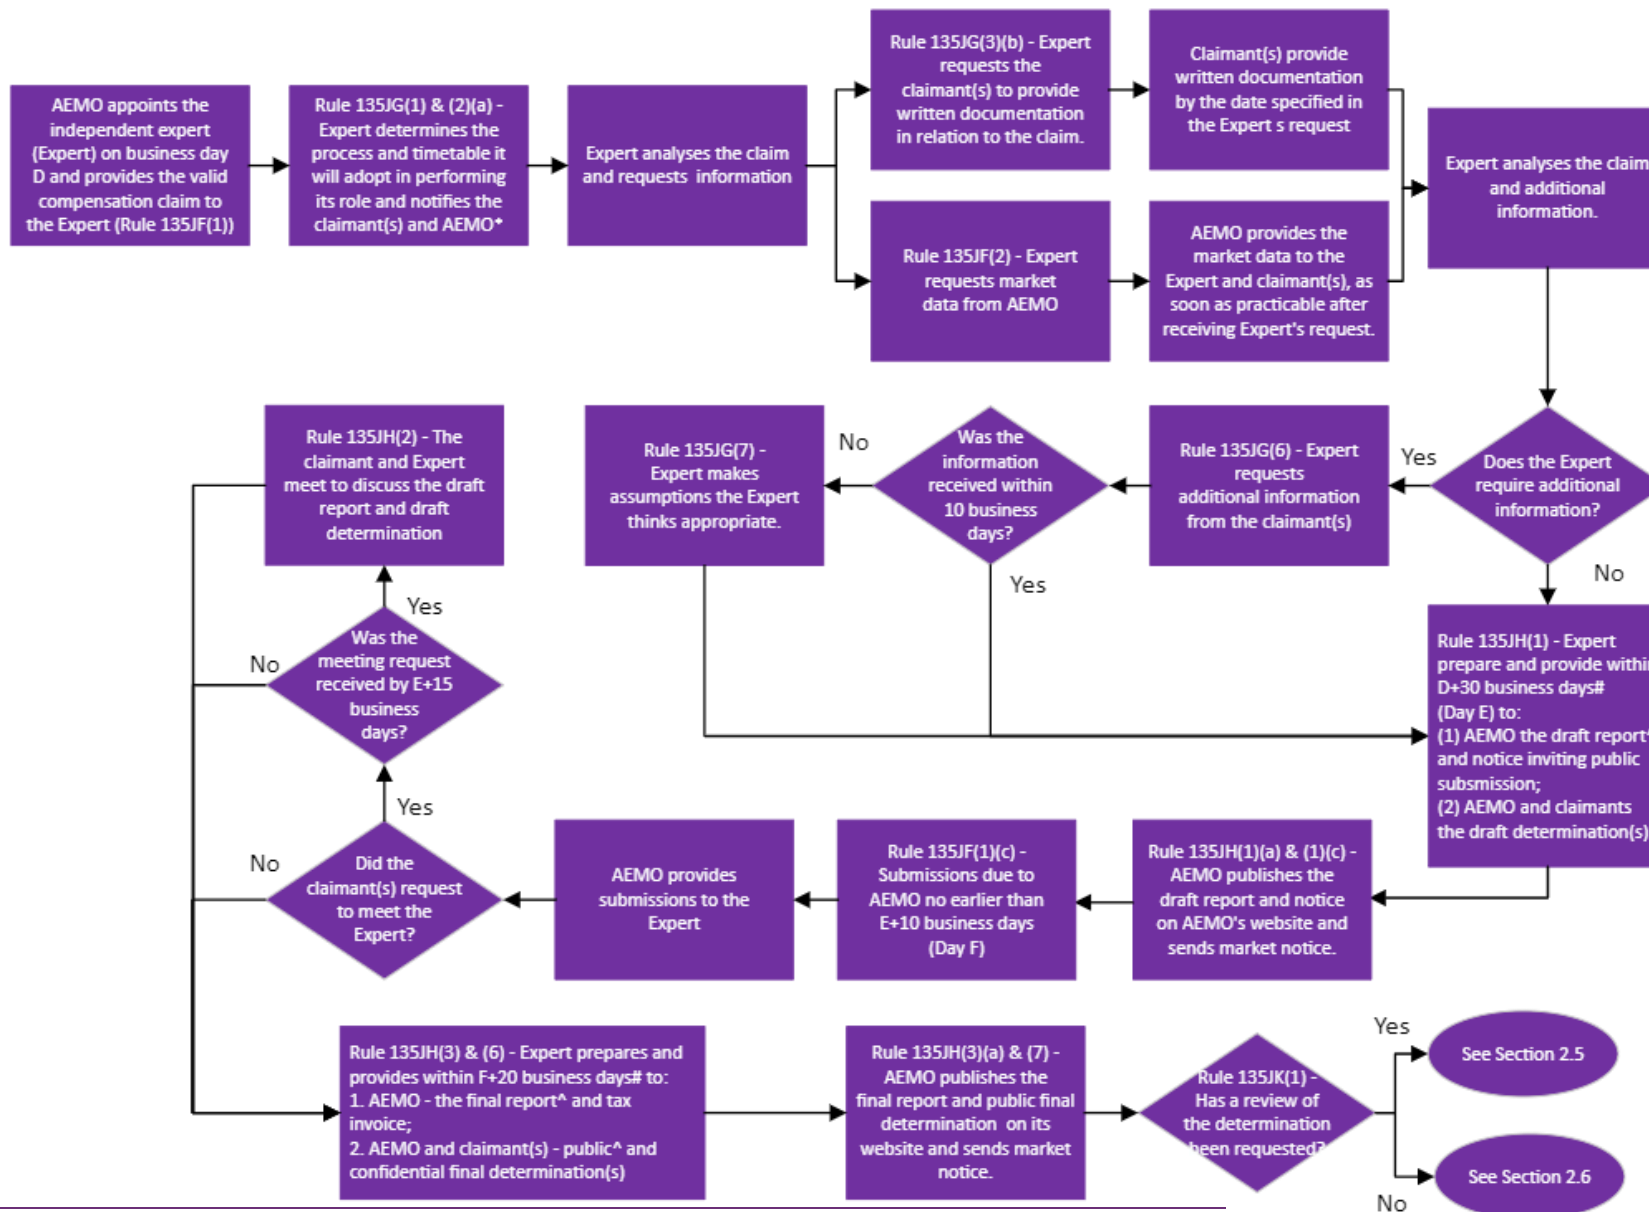 AEMO appoints the
independent expert
(Expert) on business day
D and provides the valid
compensation claim to
the Expert (Rule 135JF(1))
Rule 135JG(1) & (2)(a) -
Expert determines the
process and timetable it
will adopt in performing
its role and notifies the
claimant(s) and AEMO*
Expert analyses the claim
and requests information
Rule 135JG(3)(b) - Expert
requests the
claimant(s) to provide
written documentation
in relation to the claim.
Claimant(s) provide
written documentation
by the date specified in
the Expert s request
Rule 135JF(2) - Expert
requests market
data from AEMO
AEMO provides the
market data to the
Expert and claimant(s), as
soon as practicable after
receiving Expert's request.
Expert analyses the claim
and additional
information.
Does the Expert
require additional
information?
Yes
No
Rule 135JG(6) - Expert
requests
additional information
from the claimant(s)
Was the
information
received within
10 business
days?
No
Yes
Rule 135JG(7) -
Expert makes
assumptions the Expert
thinks appropriate.
Rule 135JH(1) - Expert
prepare and provide within
D+30 business days#
(Day E) to:
(1) AEMO the draft report^
and notice inviting public
subsmission;
(2) AEMO and claimants
the draft determination(s)
Rule 135JH(1)(a) & (1)(c) -
AEMO publishes the
draft report and notice
on AEMO's website and
sends market notice.
Rule 135JF(1)(c) -
Submissions due to
AEMO no earlier than
E+10 business days
(Day F)
AEMO provides
submissions to the
Expert
Did the
claimant(s) request
to meet the
Expert?
No
Yes
Was the
meeting request
received by E+15
business
days?
No
Yes
Rule 135JH(2) - The
claimant and Expert
meet to discuss the draft
report and draft
determination
Rule 135JH(3) & (6) - Expert prepares and
provides within F+20 business days# to:
1. AEMO - the final report^ and tax
invoice;
2. AEMO and claimant(s) - public^ and
confidential final determination(s)
Rule 135JH(3)(a) & (7) -
AEMO publishes the
final report and public final
determination on its
website and sends market
notice.
Rule 135JK(1) -
Has a review of
the determination
been requested?
Yes
See Section 2.5
No
See Section 2.6